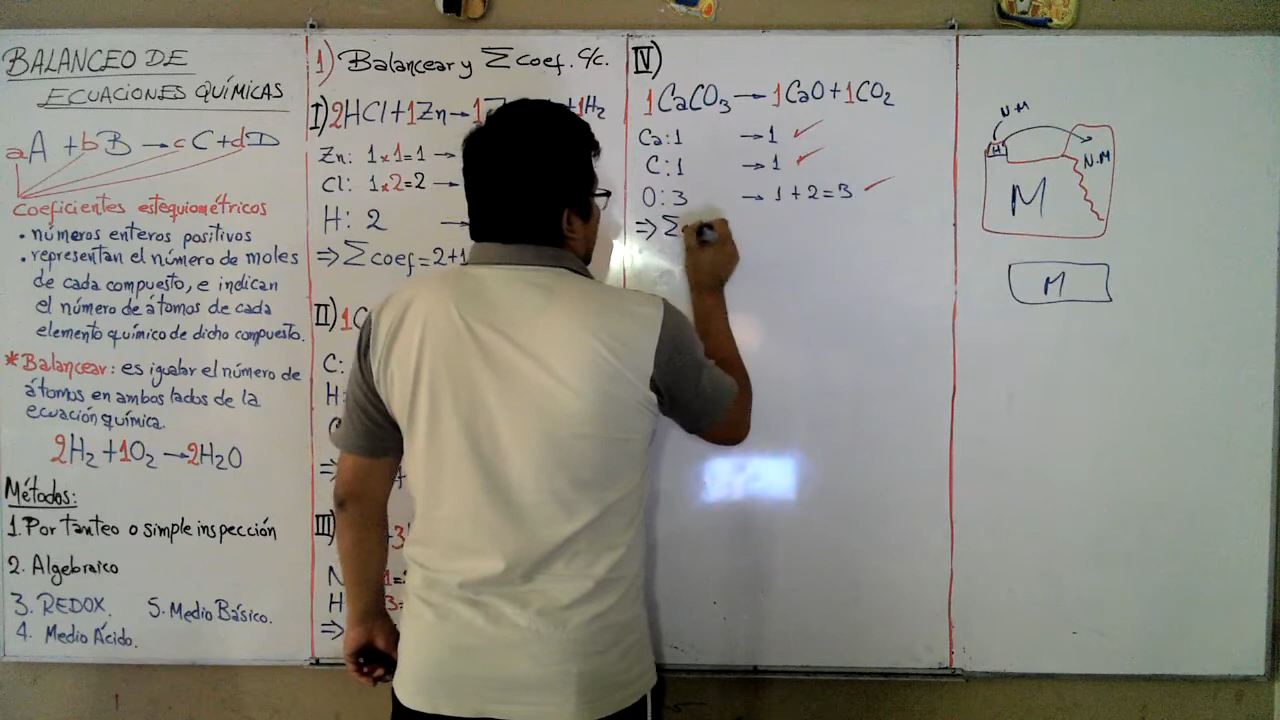 BALANCEO DE
ECUACIONES QUÍMICAS
aA + bB → cC + dD
Coeficientes estequiométricos
• números enteros positivos
• representan el número de moles
de cada compuesto, e indican
el número de átomos de cada
elemento químico de dicho compuesto.
*Balancear: es igualar el número de
átomos en ambos lados de la
ecuación química.
2H₂ + 1O₂ → 2H₂O
Métodos:
1. Por tanteo o simple inspección
2. Algebraico
3. REDOX.
4. Medio Ácido.
5. Medio Básico.
1) Balancear y Σ coef. c/c.
I) 2HCl + 1Zn → 1Z 1H₂
Zn: 1x1=1 →
Cl: 1x2=2 →
H: 2 →
⇒ Σ coef = 2+1
II) 1C
C:
H:
⇒
III) +3
N 1=
H 3=
⇒
IV)
1CaCO₃ → 1CaO + 1CO₂
Ca: 1 → 1 ✓
C: 1 → 1 ✓
O: 3 → 1 + 2 = 3 ✓
⇒ Σ
N.M
H
N.M
M
M